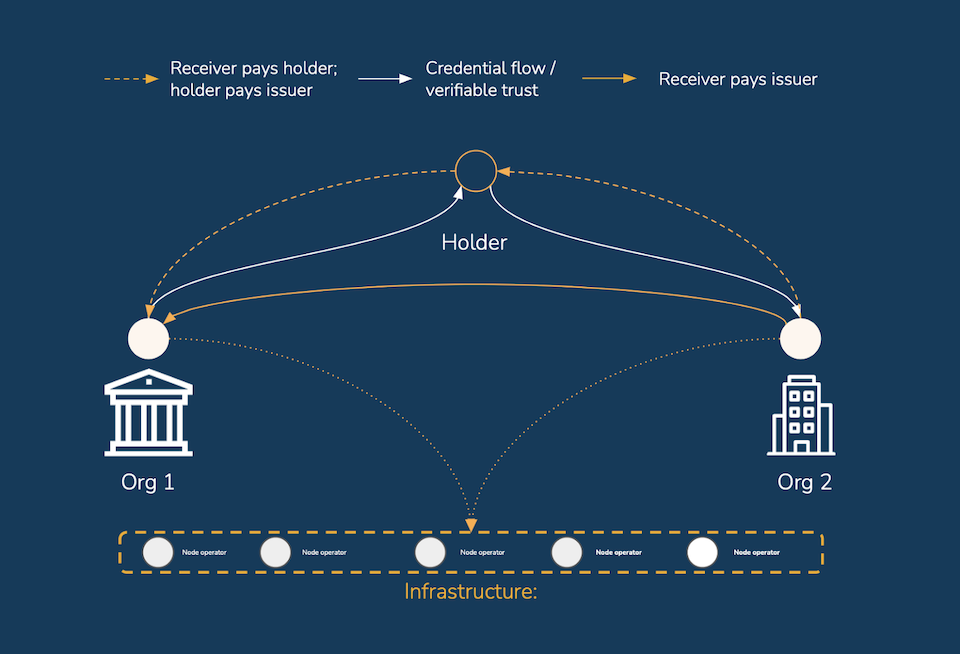 Receiver pays holder;
holder pays issuer
Credential flow /
verifiable trust
Receiver pays issuer
Holder
Org 1
Org 2
Node operator
Node operator
Node operator
Node operator
Node operator
Infrastructure: